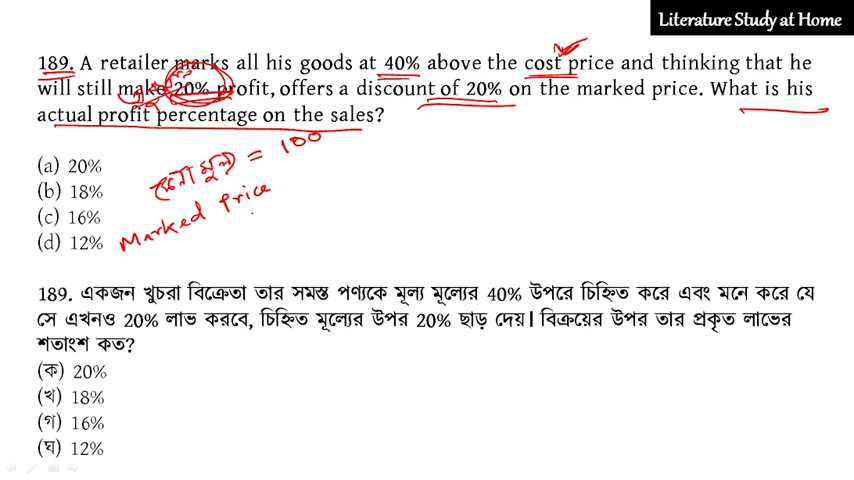 Literature Study at Home
189. A retailer marks all his goods at 40% above the cost price and thinking that he
will still make 20% profit, offers a discount of 20% on the marked price. What is his
actual profit percentage on the sales?
(a) 20%
(b) 18%
(c) 16%
(d) 12%
মূল্য = 100
Marked Price
189. একজন খুচরা বিক্রেতা তার সমস্ত পণ্যকে মূল্য মূল্যের 40% উপরে চিহ্নিত করে এবং মনে করে যে
সে এখনও 20% লাভ করবে, চিহ্নিত মূল্যের উপর 20% ছাড় দেয়। বিক্রয়ের উপর তার প্রকৃত লাভের
শতাংশ কত?
(ক) 20%
(খ) 18%
(গ) 16%
(ঘ) 12%